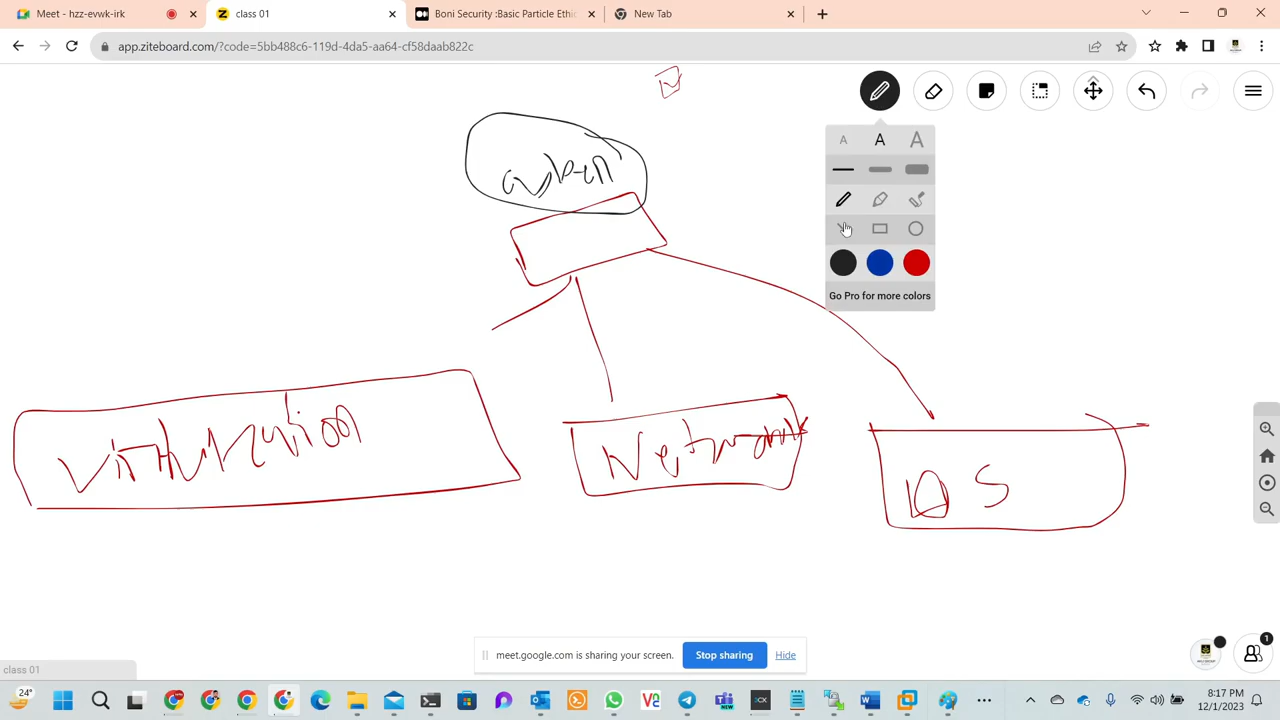 Meet - hzz-evwk-irk
class 01
Boni Security :Basic Particle Ethic
New Tab
app.ziteboard.com/?code=5bb488c6-119d-4da5-aa64-cf58daab822c
A A A
Go Pro for more colors
Network
OS
meet.google.com is sharing your screen.
Stop sharing
Hide
1
class 01
24°
8:17 PM
12/1/2023